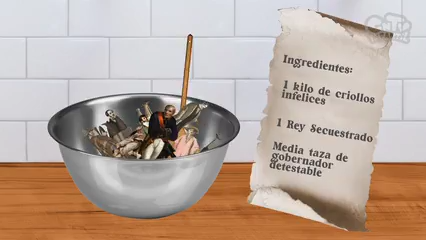 Ingredientes:
1 kilo de criollos
infelices
1 Rey Secuestrado
Media taza de
gobernador
detestable